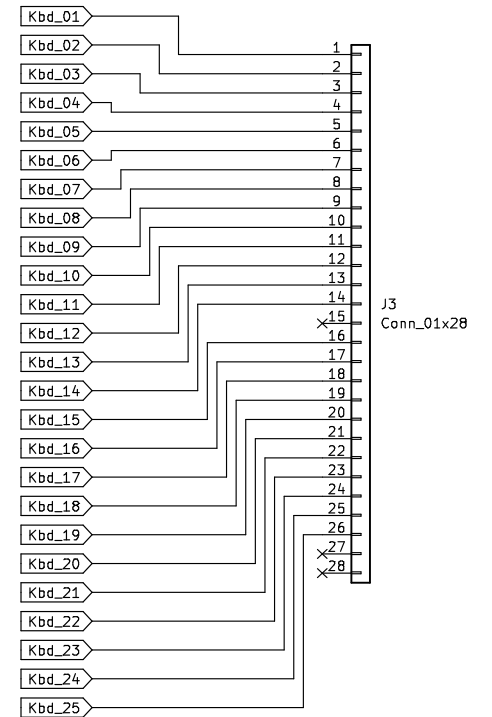 Kbd_01
Kbd_02
Kbd_03
Kbd_04
Kbd_05
Kbd_06
Kbd_07
Kbd_08
Kbd_09
Kbd_10
Kbd_11
Kbd_12
Kbd_13
Kbd_14
Kbd_15
Kbd_16
Kbd_17
Kbd_18
Kbd_19
Kbd_20
Kbd_21
Kbd_22
Kbd_23
Kbd_24
Kbd_25
1
2
3
4
5
6
7
8
9
10
11
12
13
14
15
16
17
18
19
20
21
22
23
24
25
26
27
28
J3
Conn_01x28